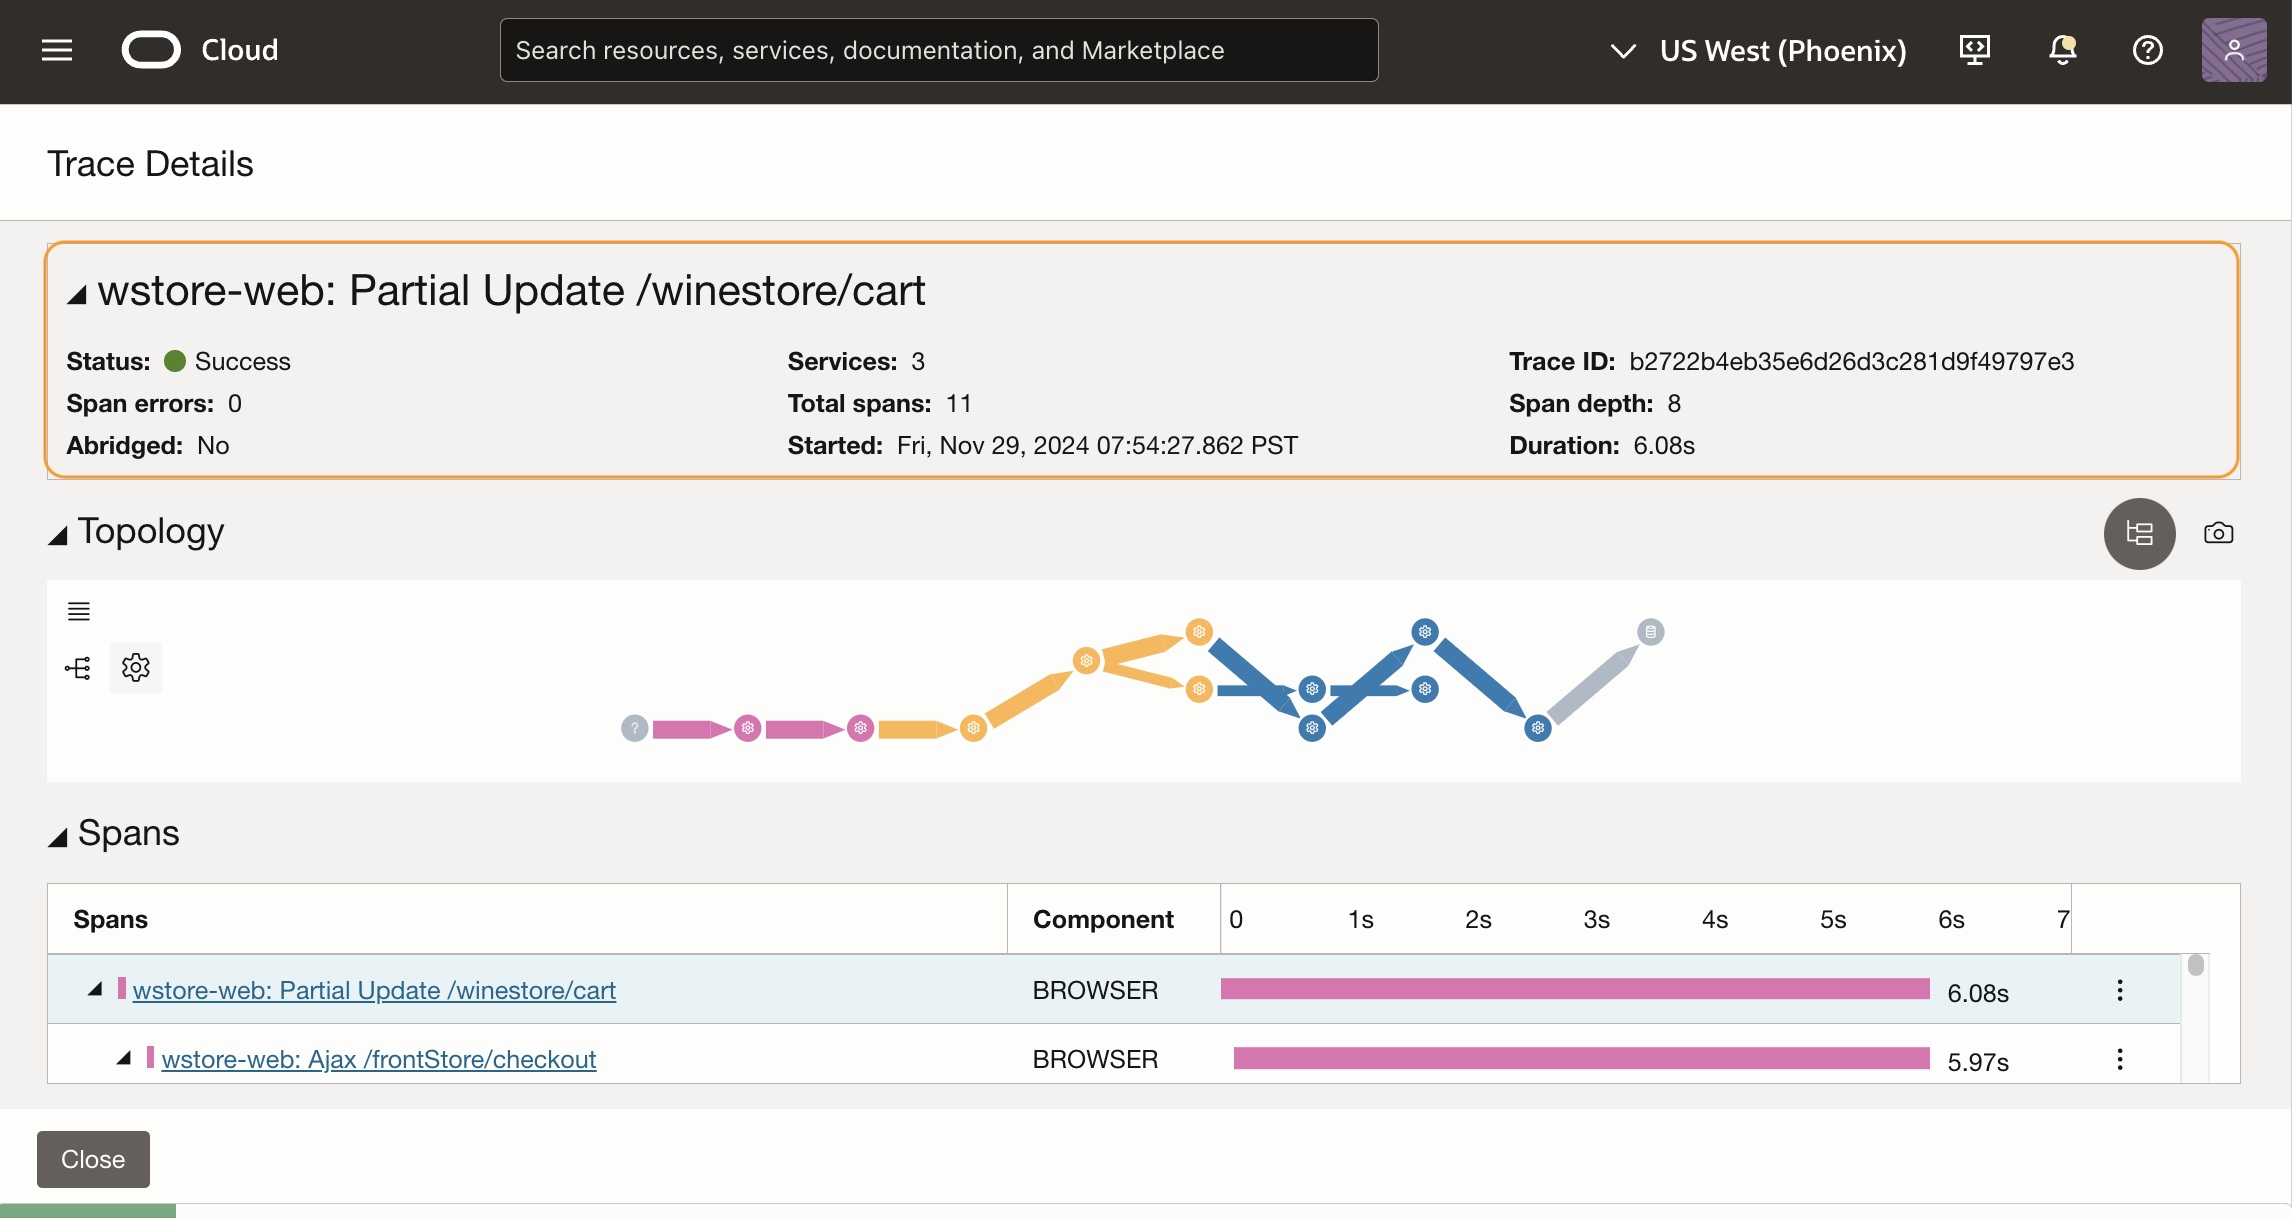 Cloud
Search resources, services, documentation, and Marketplace
US West (Phoenix)
Trace Details
wstore-web: Partial Update /winestore/cart
Status: Success
Services: 3
Trace ID: b2722b4eb35e6d26d3c281d9f49797e3
Span errors: 0
Total spans: 11
Span depth: 8
Abridged: No
Started: Fri, Nov 29, 2024 07:54:27.862 PST
Duration: 6.08s
Topology
?
Spans
Spans Component 0 1s 2s 3s 4s 5s 6s 7
wstore-web: Partial Update /winestore/cart BROWSER 6.08s
wstore-web: Ajax /frontStore/checkout BROWSER 5.97s
Close